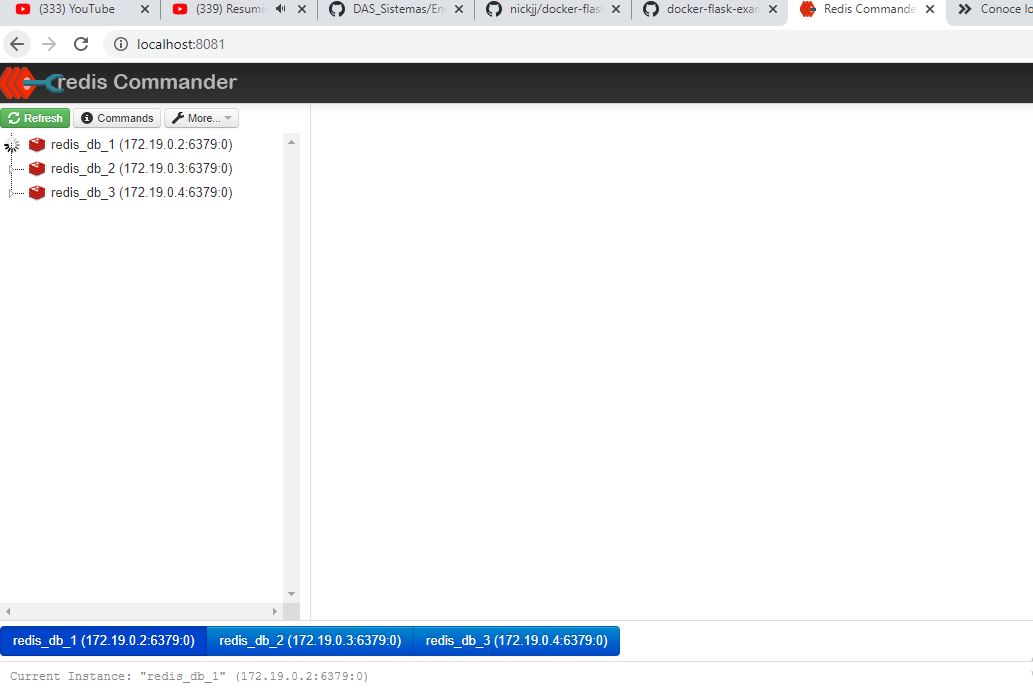 (333) YouTube
(339) Resumi
DAS_Sistemas/En
nickjj/docker-flas
docker-flask-exa
Redis Commande
Conoce lo
localhost:8081
redis Commander
Refresh
Commands
More...
redis_db_1 (172.19.0.2:6379:0)
redis_db_2 (172.19.0.3:6379:0)
redis_db_3 (172.19.0.4:6379:0)
redis_db_1 (172.19.0.2:6379:0) redis_db_2 (172.19.0.3:6379:0) redis_db_3 (172.19.0.4:6379:0)
Current Instance: "redis_db_1" (172.19.0.2:6379:0)